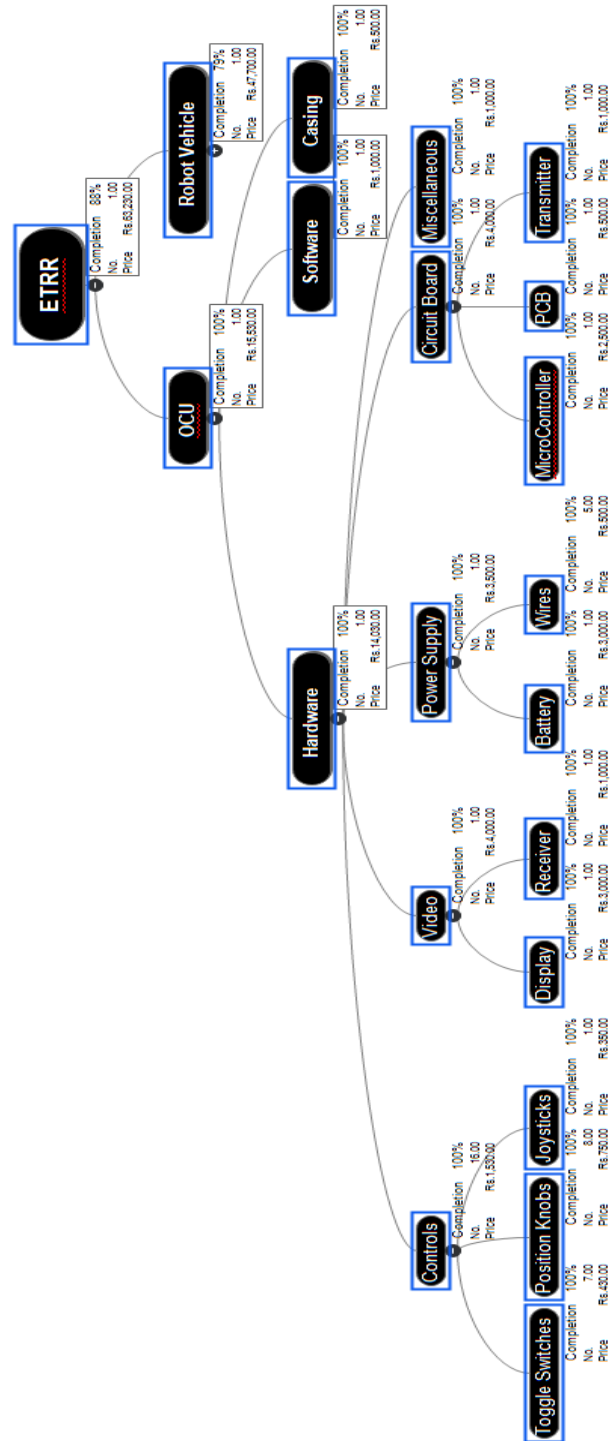 ETRR
Completion 88%
No. 1.00
Price Rs.63,230.00
OCU
Completion 100%
No. 1.00
Price Rs.15,530.00
Robot Vehicle
Completion 79%
No. 1.00
Price Rs.47,700.00
Hardware
Completion 100%
No. 1.00
Price Rs.14,030.00
Software
Completion 100%
No. 1.00
Price Rs.1,000.00
Casing
Completion 100%
No. 1.00
Price Rs.500.00
Controls
Completion 100%
No. 16.00
Price Rs.1,530.00
Video
Completion 100%
No. 1.00
Price Rs.4,000.00
Power Supply
Completion 100%
No. 1.00
Price Rs.3,500.00
Circuit Board
Completion 100%
No. 1.00
Price Rs.4,000.00
Miscellaneous
Completion 100%
No. 1.00
Price Rs.1,000.00
Toggle Switches
Completion 100%
No. 7.00
Price Rs.430.00
Position Knobs
Completion 100%
No. 8.00
Price Rs.750.00
Joysticks
Completion 100%
No. 1.00
Price Rs.350.00
Display
Completion 100%
No. 1.00
Price Rs.3,000.00
Receiver
Completion 100%
No. 1.00
Price Rs.1,000.00
Battery
Completion 100%
No. 1.00
Price Rs.3,000.00
Wires
Completion 100%
No. 5.00
Price Rs.500.00
MicroController
Completion 100%
No. 1.00
Price Rs.2,500.00
PCB
Completion 100%
No. 1.00
Price Rs.500.00
Transmitter
Completion 100%
No. 1.00
Price Rs.1,000.00